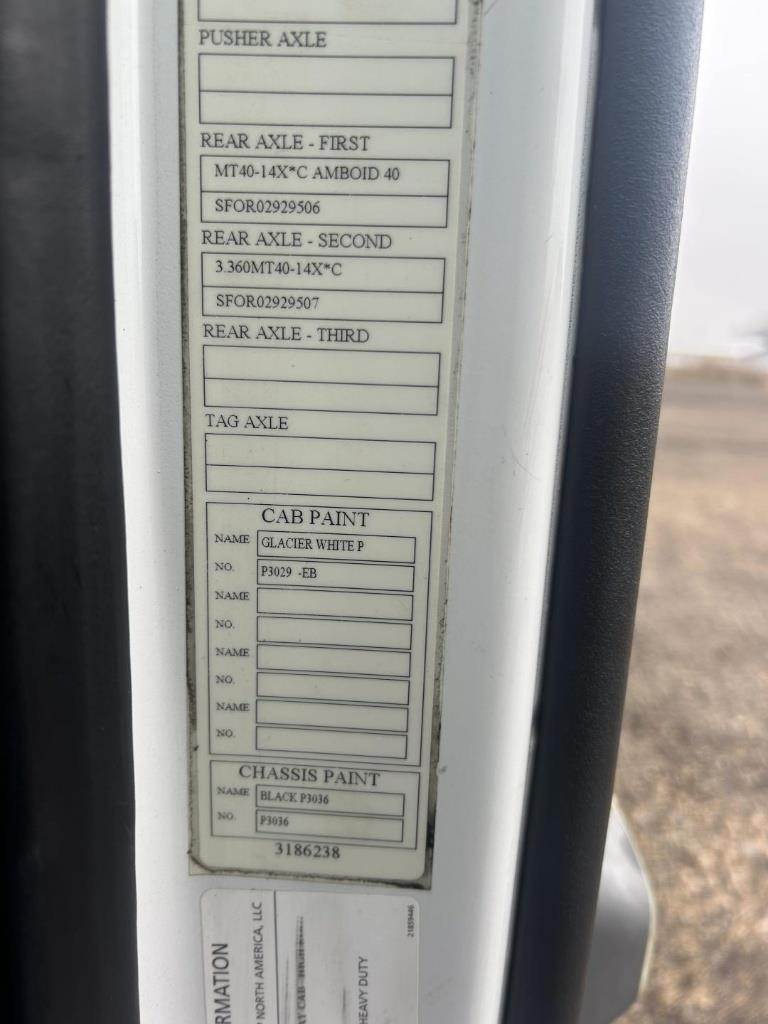 PUSHER AXLE
REAR AXLE - FIRST
MT40-14X*C AMBOID 40
SFOR02929506
REAR AXLE - SECOND
3.360MT40-14X*C
SFOR02929507
REAR AXLE - THIRD
TAG AXLE
CAB PAINT
NAME GLACIER WHITE P
NO. P3029 -EB
NAME
NO.
NAME
NO.
NAME
NO.
CHASSIS PAINT
NAME BLACK P3036
NO. P3036
3186238
RMATION
NORTH AMERICA, LLC
CAB
HEAVY DUTY
21859446